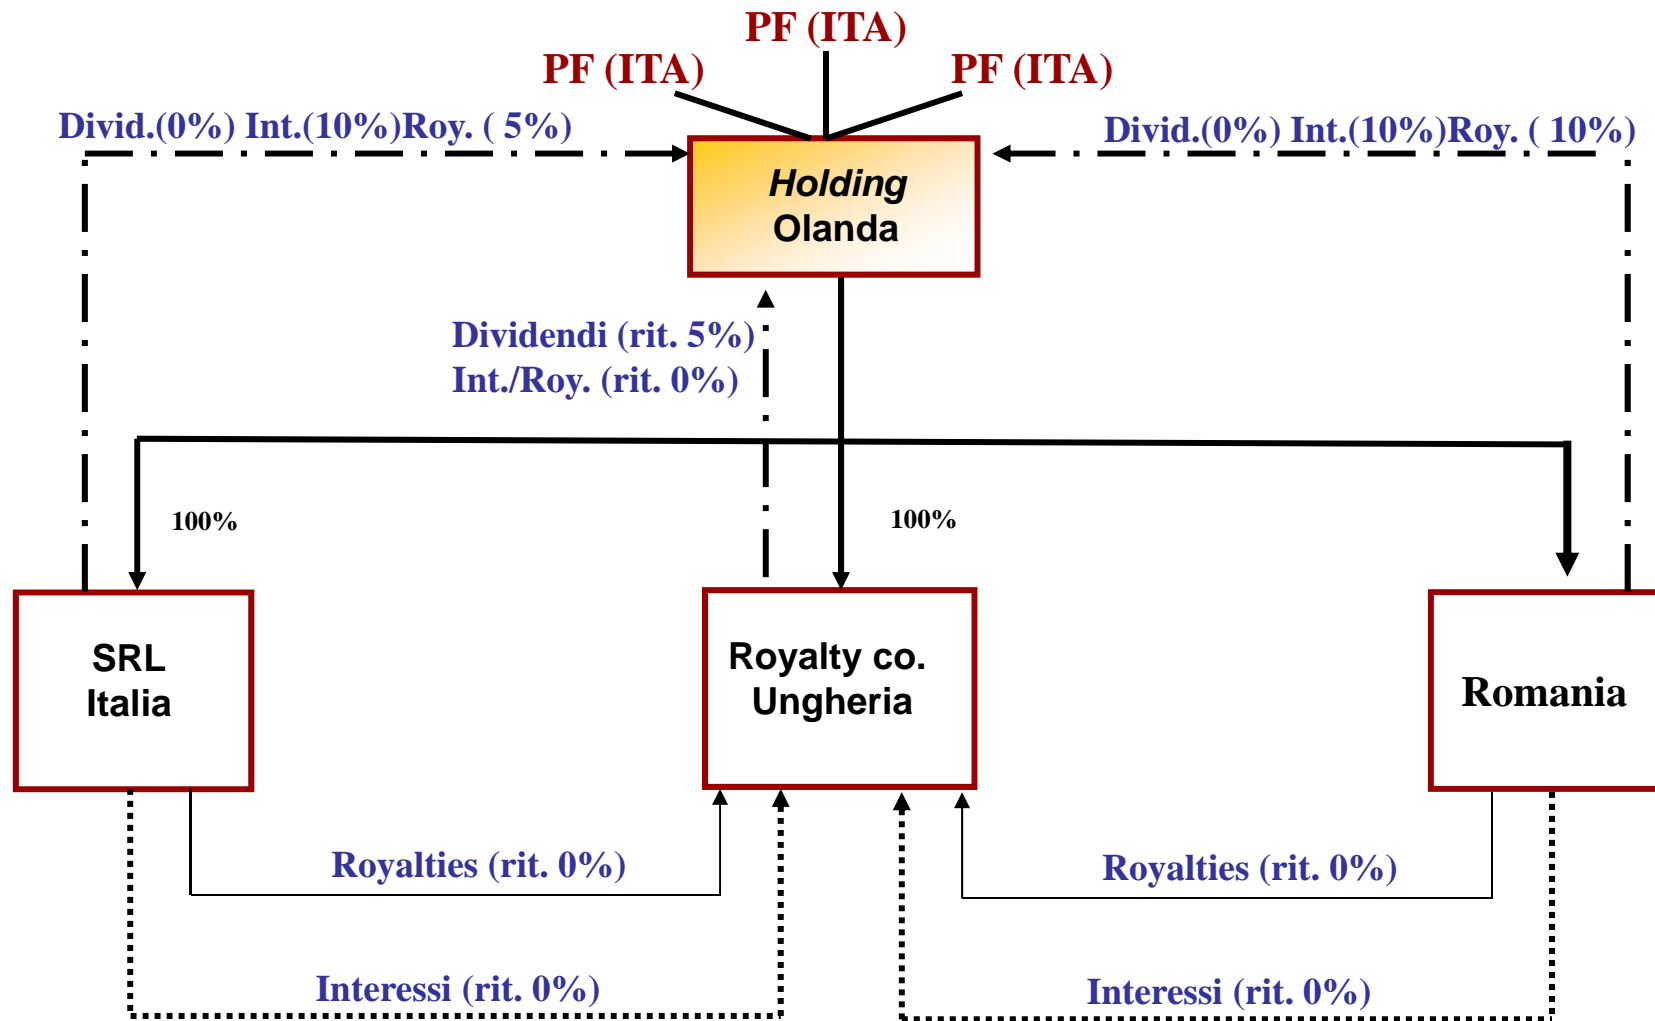 PF (ITA)
PF (ITA)
PF (ITA)
Divid.(0%) Int.(10%)Roy. ( 5%)
Divid.(0%) Int.(10%)Roy. ( 10%)
Holding
Olanda
Dividendi (rit. 5%)
Int./Roy. (rit. 0%)
100%
100%
SRL
Italia
Royalty co.
Ungheria
Romania
Royalties (rit. 0%)
Royalties (rit. 0%)
Interessi (rit. 0%)
Interessi (rit. 0%)